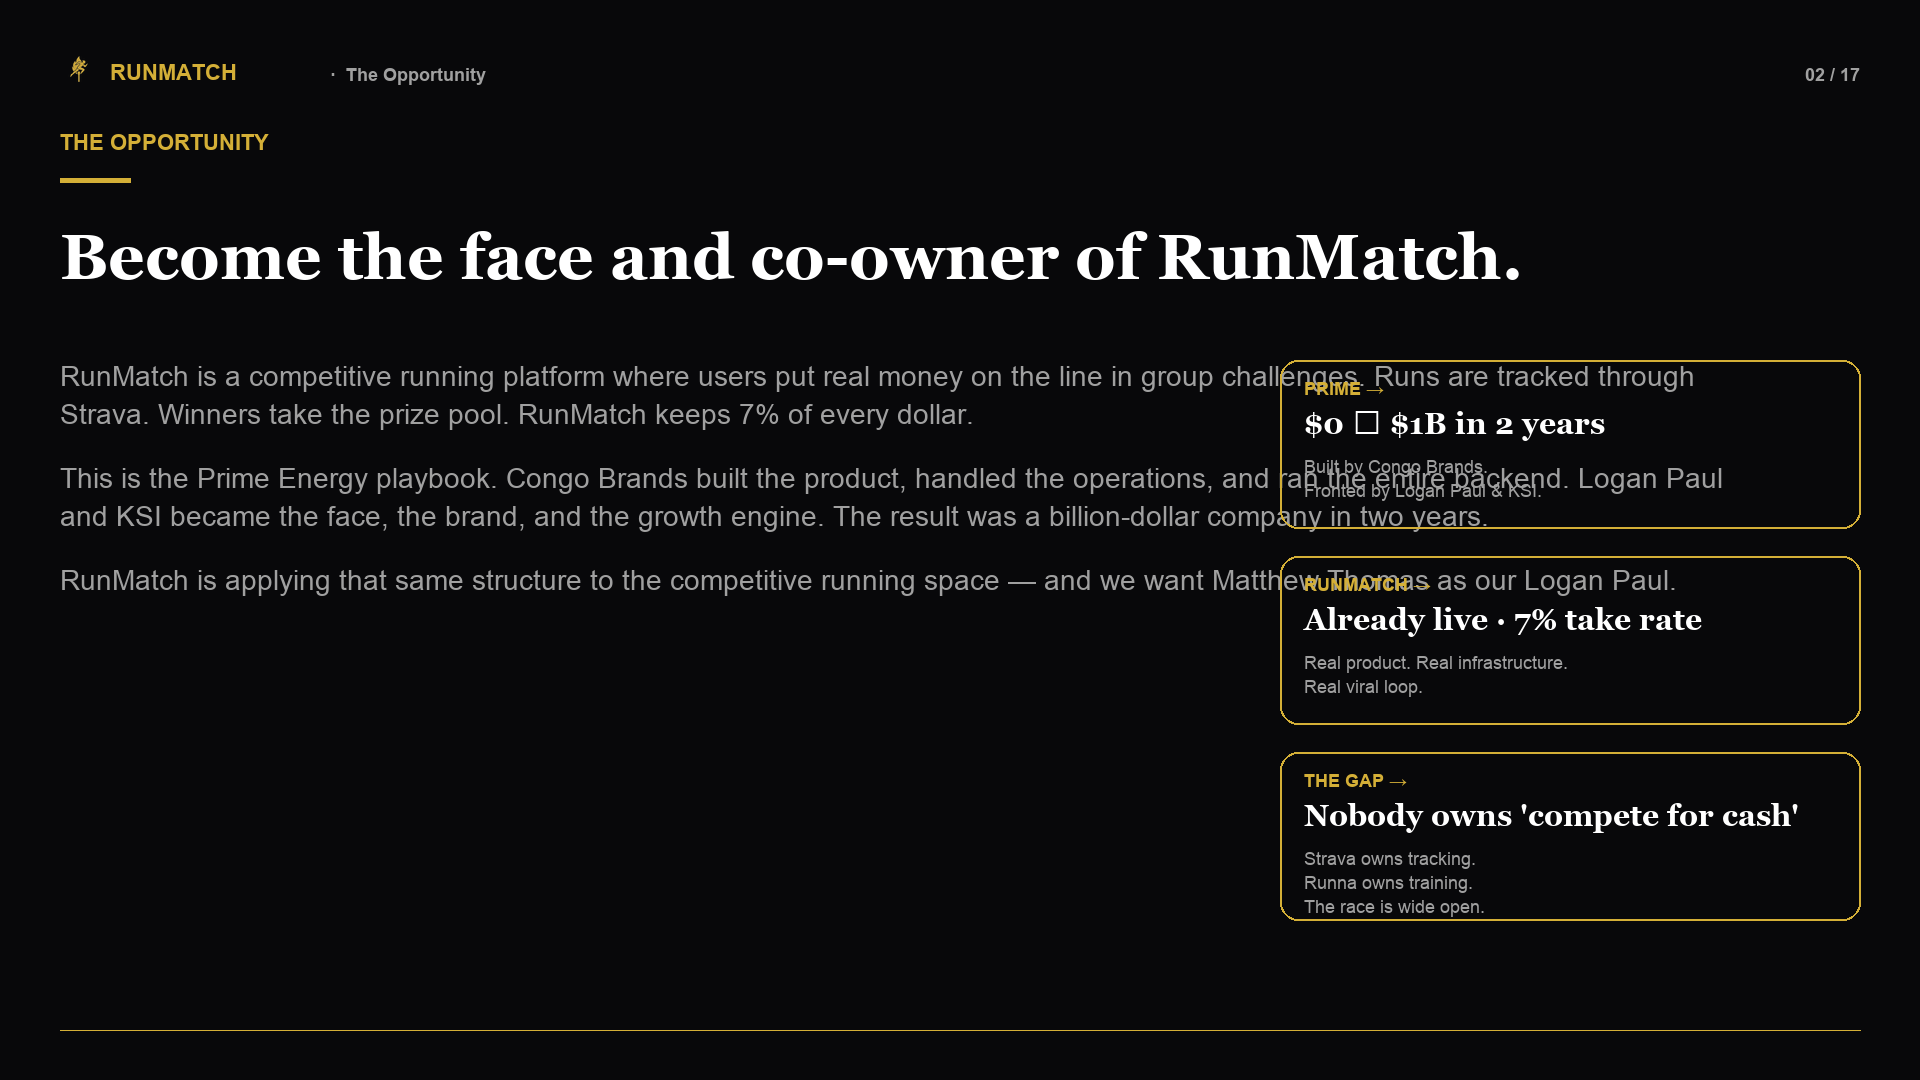 RUNMATCH · The Opportunity
02 / 17
THE OPPORTUNITY
Become the face and co-owner of RunMatch.
RunMatch is a competitive running platform where users put real money on the line in group challenges. Runs are tracked through
Strava. Winners take the prize pool. RunMatch keeps 7% of every dollar.
This is the Prime Energy playbook. Congo Brands built the product, handled the operations, and ran the entire backend. Logan Paul
and KSI became the face, the brand, and the growth engine. The result was a billion-dollar company in two years.
RunMatch is applying that same structure to the competitive running space — and we want Matthew Thomas as our Logan Paul.
PRIME →
$0 □ $1B in 2 years
Built by Congo Brands.
Fronted by Logan Paul & KSI.
RUNMATCH →
Already live · 7% take rate
Real product. Real infrastructure.
Real viral loop.
THE GAP →
Nobody owns 'compete for cash'
Strava owns tracking.
Runna owns training.
The race is wide open.